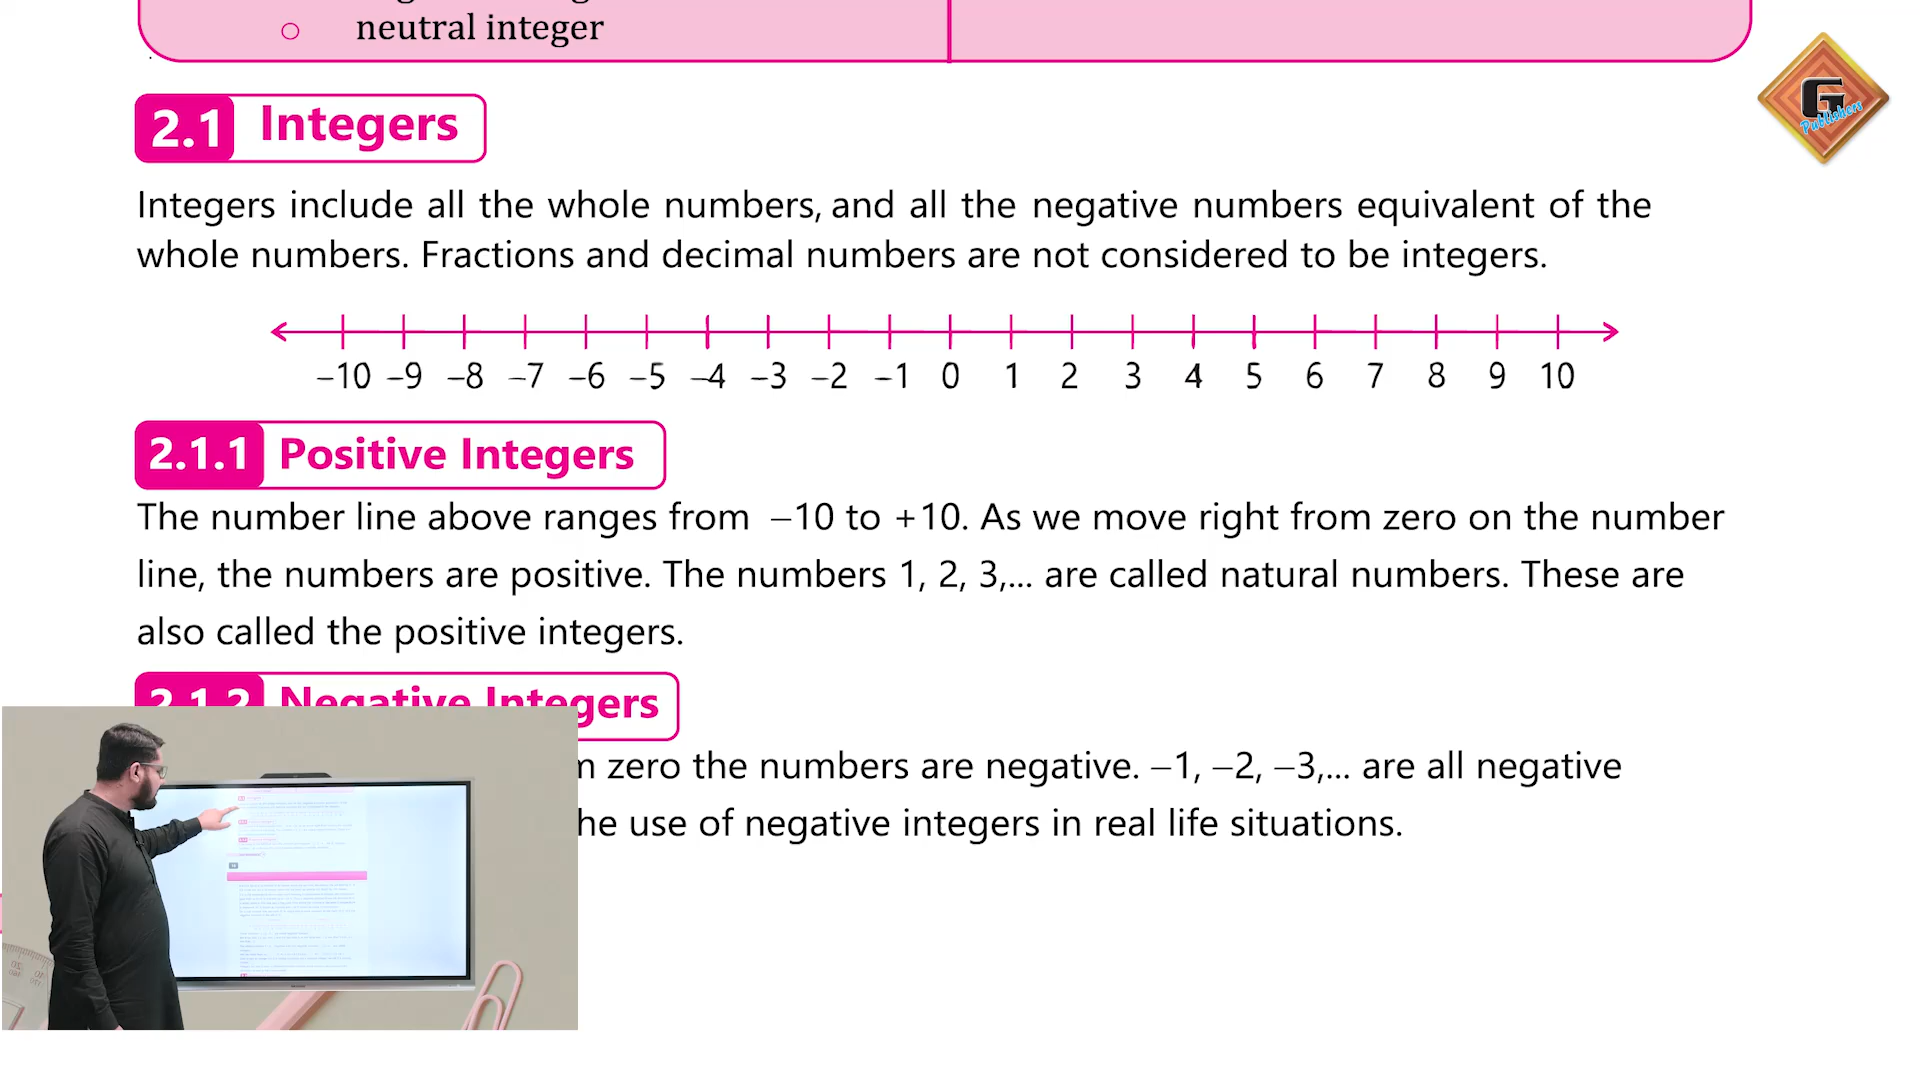 neutral integer
G
Publishers
2.1 Integers
Integers include all the whole numbers, and all the negative numbers equivalent of the
whole numbers. Fractions and decimal numbers are not considered to be integers.
–10 –9 –8 –7 –6 –5 –4 –3 –2 –1 0 1 2 3 4 5 6 7 8 9 10
2.1.1 Positive Integers
The number line above ranges from –10 to +10. As we move right from zero on the number
line, the numbers are positive. The numbers 1, 2, 3,... are called natural numbers. These are
also called the positive integers.
2.1.2 Negative Integers
zero the numbers are negative. –1, –2, –3,... are all negative
use of negative integers in real life situations.